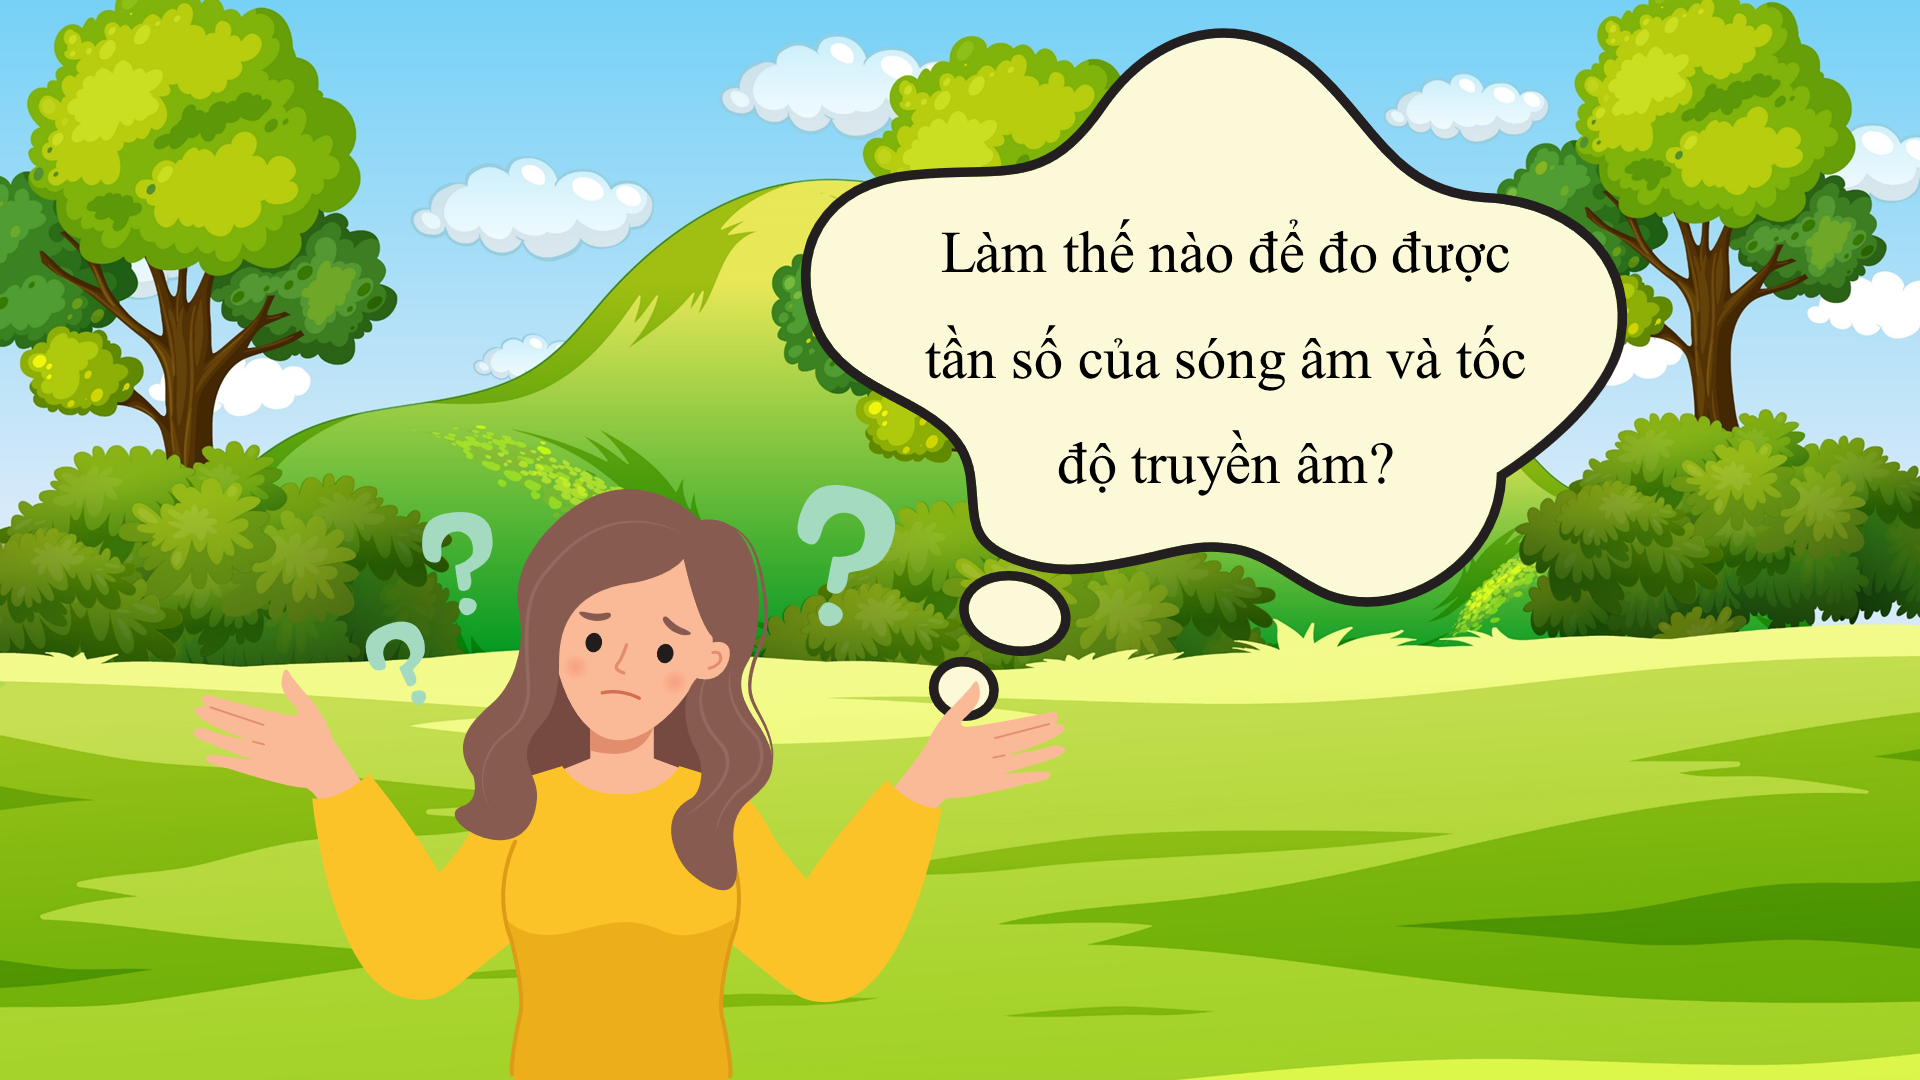 Làm thế nào để đo được
tần số của sóng âm và tốc
độ truyền âm?
?
?
?